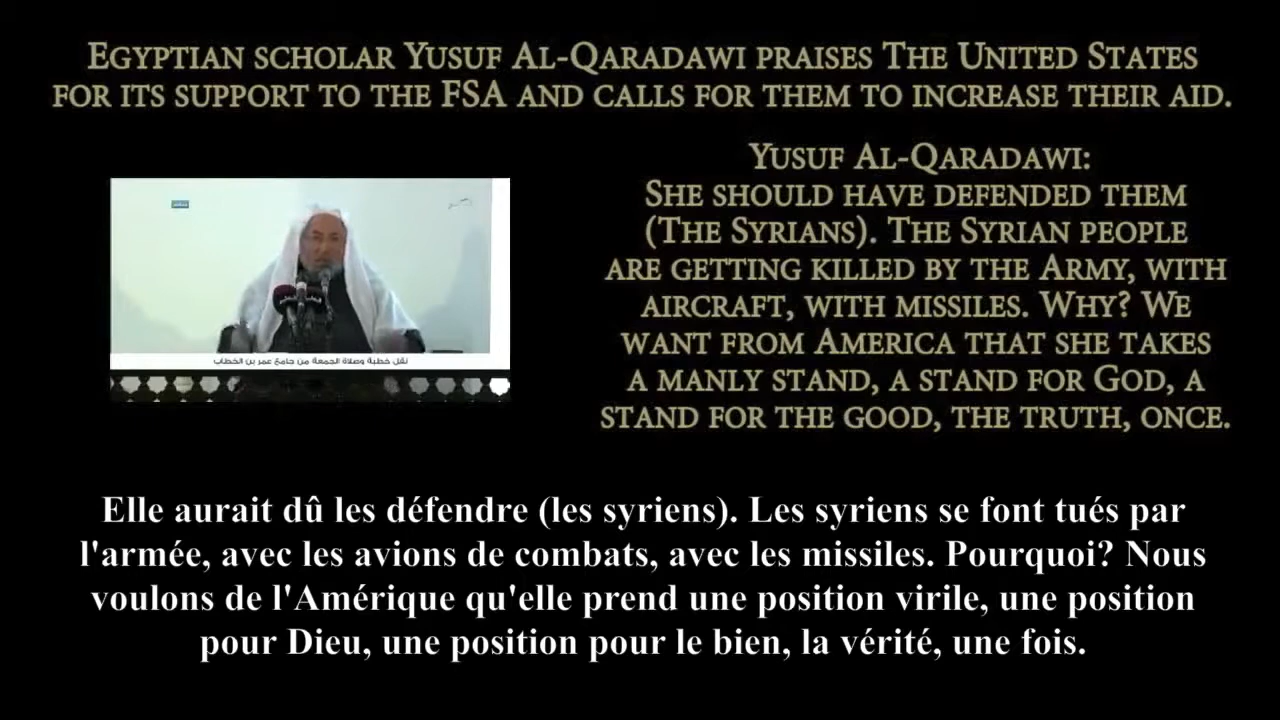 EGYPTIAN SCHOLAR YUSUF AL-QARADAWI PRAISES THE UNITED STATES
FOR ITS SUPPORT TO THE FSA AND CALLS FOR THEM TO INCREASE THEIR AID.
YUSUF AL-QARADAWI:
SHE SHOULD HAVE DEFENDED THEM
(THE SYRIANS). THE SYRIAN PEOPLE
ARE GETTING KILLED BY THE ARMY, WITH
AIRCRAFT, WITH MISSILES. WHY? WE
WANT FROM AMERICA THAT SHE TAKES
A MANLY STAND, A STAND FOR GOD, A
STAND FOR THE GOOD, THE TRUTH, ONCE.
نقل خطبة وصلاة الجمعة من جامع عمر بن الخطاب
Elle aurait dû les défendre (les syriens). Les syriens se font tués par
l'armée, avec les avions de combats, avec les missiles. Pourquoi? Nous
voulons de l'Amérique qu'elle prend une position virile, une position
pour Dieu, une position pour le bien, la vérité, une fois.